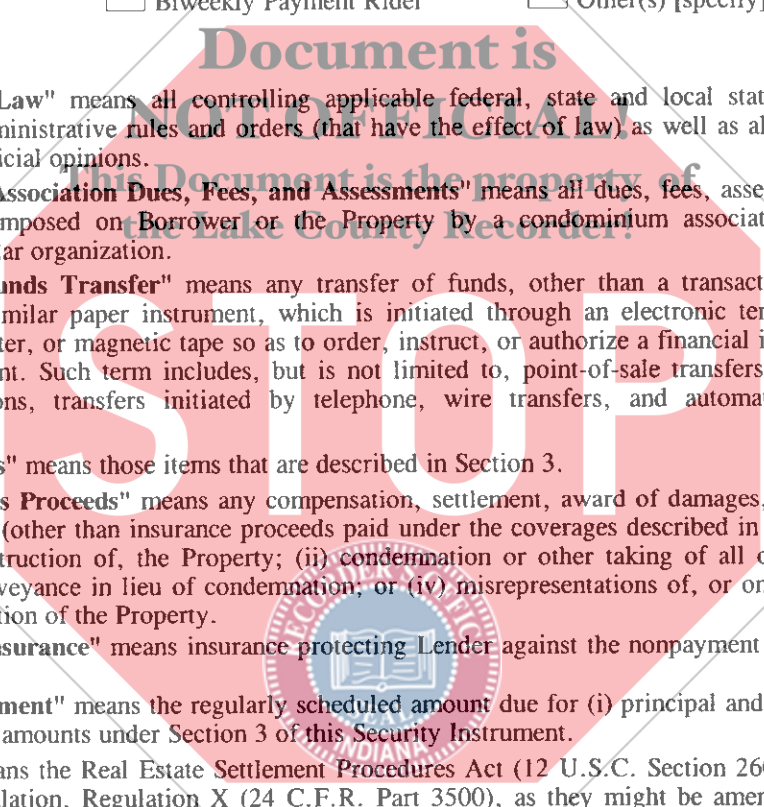 Biweekly Payment Rider Other(s) [specify]
Document is
Law" means all controlling applicable federal, state and local stat
NOT OFFICIAL!
ministrative rules and orders (that have the effect of law) as well as al
icial opinions.
This Document is the property of
Association Dues, Fees, and Assessments" means all dues, fees, asse
mposed on Borrower or the Property by a condominium associat
the Lake County Recorder!
ar organization.
unds Transfer" means any transfer of funds, other than a transact
milar paper instrument, which is initiated through an electronic ter
ter, or magnetic tape so as to order, instruct, or authorize a financial i
nt. Such term includes, but is not limited to, point-of-sale transfers
ons, transfers initiated by telephone, wire transfers, and automa
STOP
s" means those items that are described in Section 3.
s Proceeds" means any compensation, settlement, award of damages,
(other than insurance proceeds paid under the coverages described in
truction of, the Property; (ii) condemnation or other taking of all o
veyance in lieu of condemnation; or (iv) misrepresentations of, or on
tion of the Property.
RECORDER'S OFFIC
nsurance" means insurance protecting Lender against the nonpayment
ment" means the regularly scheduled amount due for (i) principal and
SEAL
amounts under Section 3 of this Security Instrument.
INDIANA
ans the Real Estate Settlement Procedures Act (12 U.S.C. Section 260
lation, Regulation X (24 C.F.R. Part 3500), as they might be amen